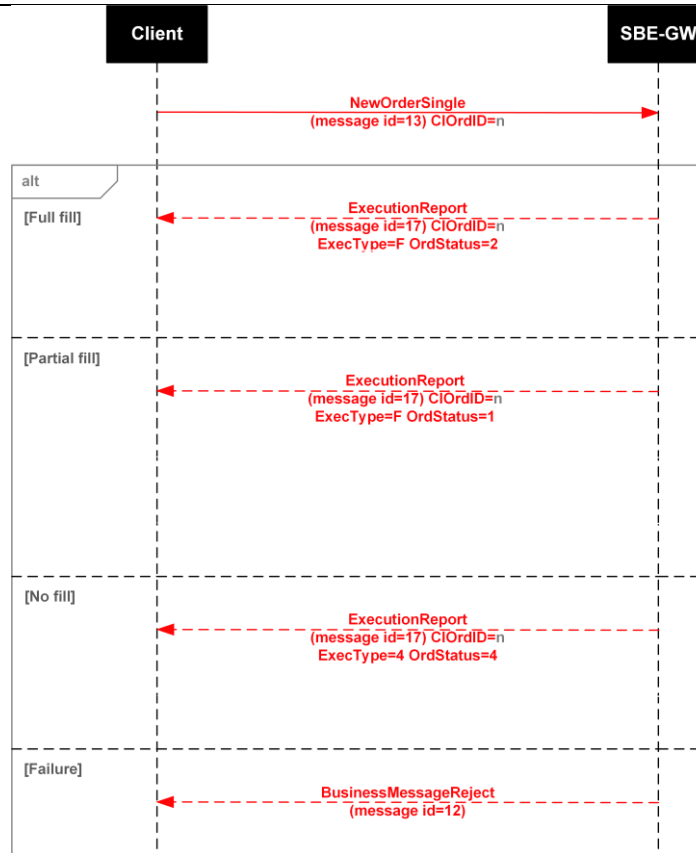 Client
SBE-GW
NewOrderSingle
(message id=13) ClOrdID=n
alt
[Full fill]
ExecutionReport
(message id=17) ClOrdID=n
ExecType=F OrdStatus=2
[Partial fill]
ExecutionReport
(message id=17) ClOrdID=n
ExecType=F OrdStatus=1
[No fill]
ExecutionReport
(message id=17) ClOrdID=n
ExecType=4 OrdStatus=4
[Failure]
BusinessMessageReject
(message id=12)